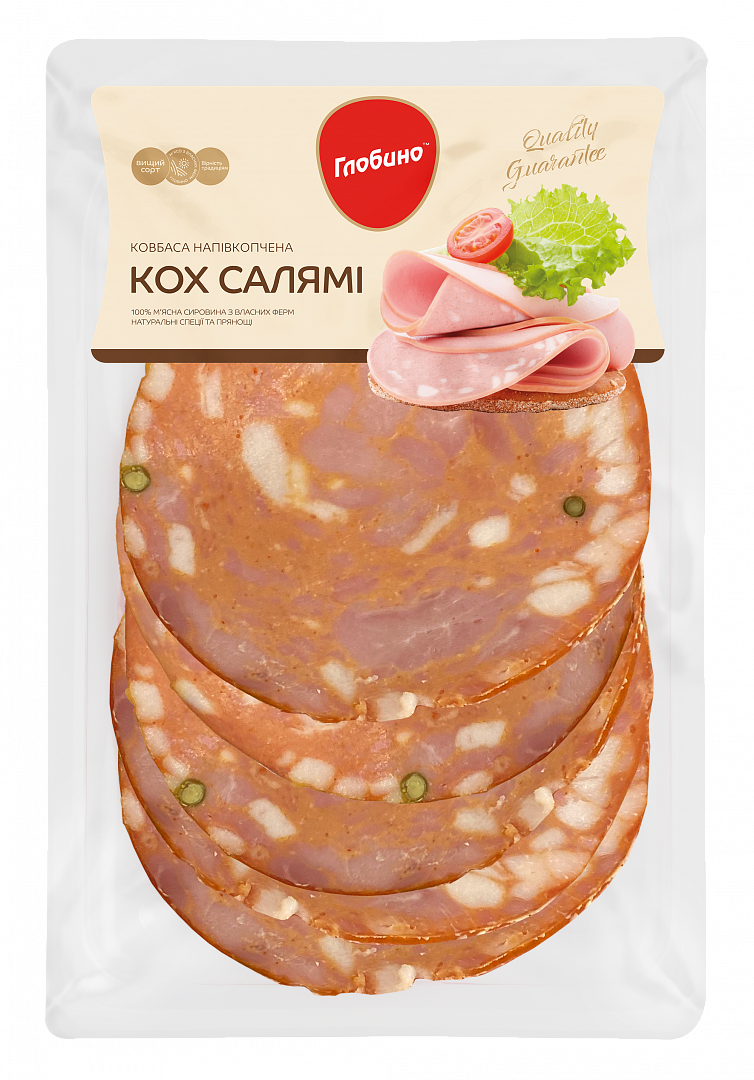 Глобино™
Quality
Guarantee
Вищий
сорт
Вірність
традиціям
КОВБАСА НАПІВКОПЧЕНА
КОХ САЛЯМІ
100% М'ЯСНА СИРОВИНА З ВЛАСНИХ ФЕРМ
НАТУРАЛЬНІ СПЕЦІЇ ТА ПРЯНОЩІ